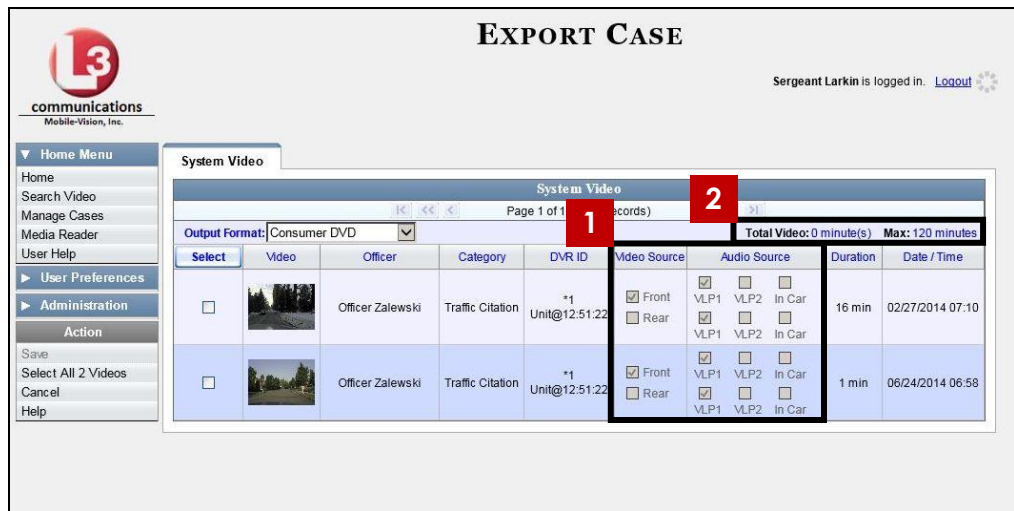 EXPORT CASE
L3
communications
Mobile-Vision, Inc.
Sergeant Larkin is logged in. Logout
▼ Home Menu
Home
Search Video
Manage Cases
Media Reader
User Help
▶ User Preferences
▶ Administration
Action
Save
Select All 2 Videos
Cancel
Help
System Video
System Video
Page 1 of 1 ecords)
1
2
Output Format: Consumer DVD
Total Video: 0 minute(s) Max: 120 minutes
Select Video Officer Category DVR ID Video Source Audio Source Duration Date / Time
Officer Zalewski Traffic Citation *1 Unit@12:51:22 16 min 02/27/2014 07:10
Front VLP1 VLP2 In Car
Rear VLP1 VLP2 In Car
Officer Zalewski Traffic Citation *1 Unit@12:51:22 1 min 06/24/2014 06:58
Front VLP1 VLP2 In Car
Rear VLP1 VLP2 In Car